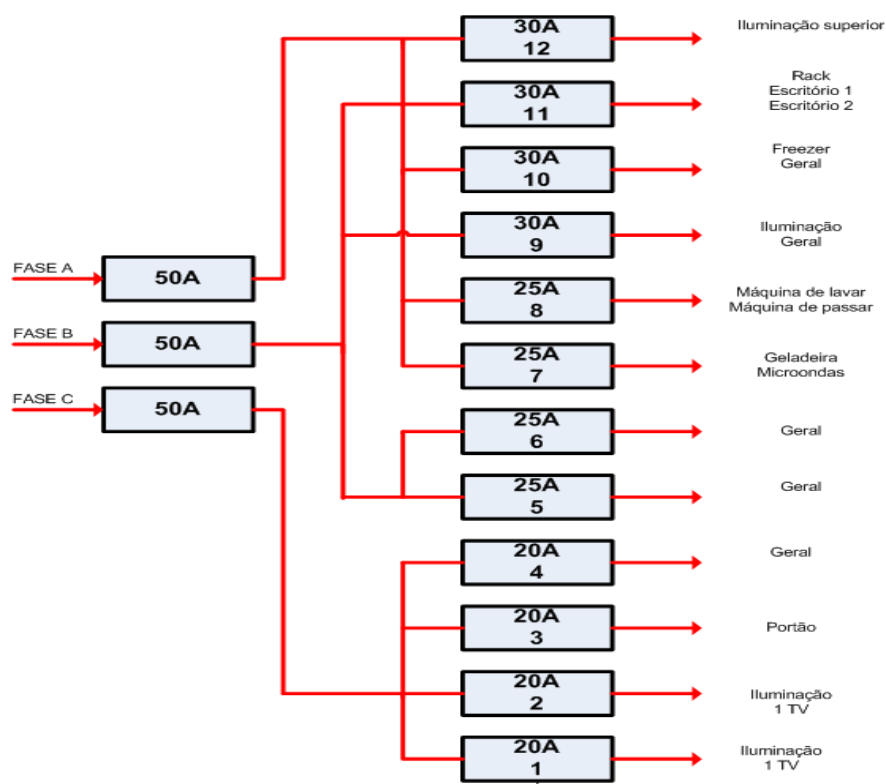 30A
12
Iluminação superior
30A
11
Rack
Escritório 1
Escritório 2
30A
10
Freezer
Geral
30A
9
Iluminação
Geral
FASE A
50A
25A
8
Máquina de lavar
Máquina de passar
FASE B
50A
25A
7
Geladeira
Microondas
FASE C
50A
25A
6
Geral
25A
5
Geral
20A
4
Geral
20A
3
Portão
20A
2
Iluminação
1 TV
20A
1
Iluminação
1 TV